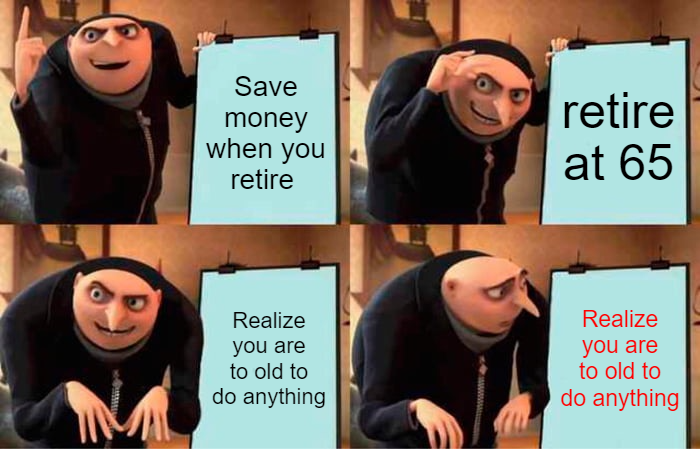 Save
money
when you
retire
retire
at 65
Realize
you are
to old to
do anything
Realize
you are
to old to
do anything